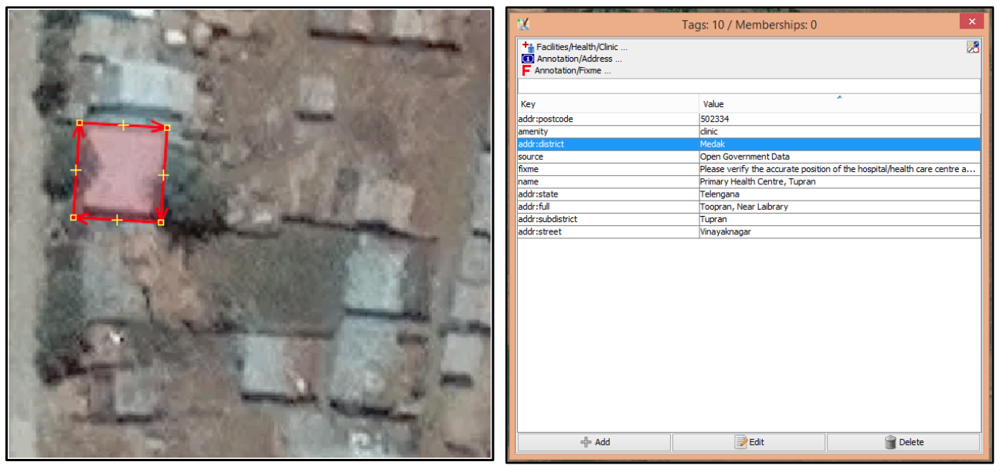 Tags: 10 / Memberships: 0
Facilities/Health/Clinic ...
Annotation/Address ...
F Annotation/Fixme ...
Key Value
addr:postcode 502334
amenity clinic
addr:district Medak
source Open Government Data
fixme Please verify the accurate position of the hospital/health care centre a...
name Primary Health Centre, Tupran
addr:state Telengana
addr:full Toopran, Near Laibrary
addr:subdistrict Tupran
addr:street Vinayaknagar
Add Edit Delete